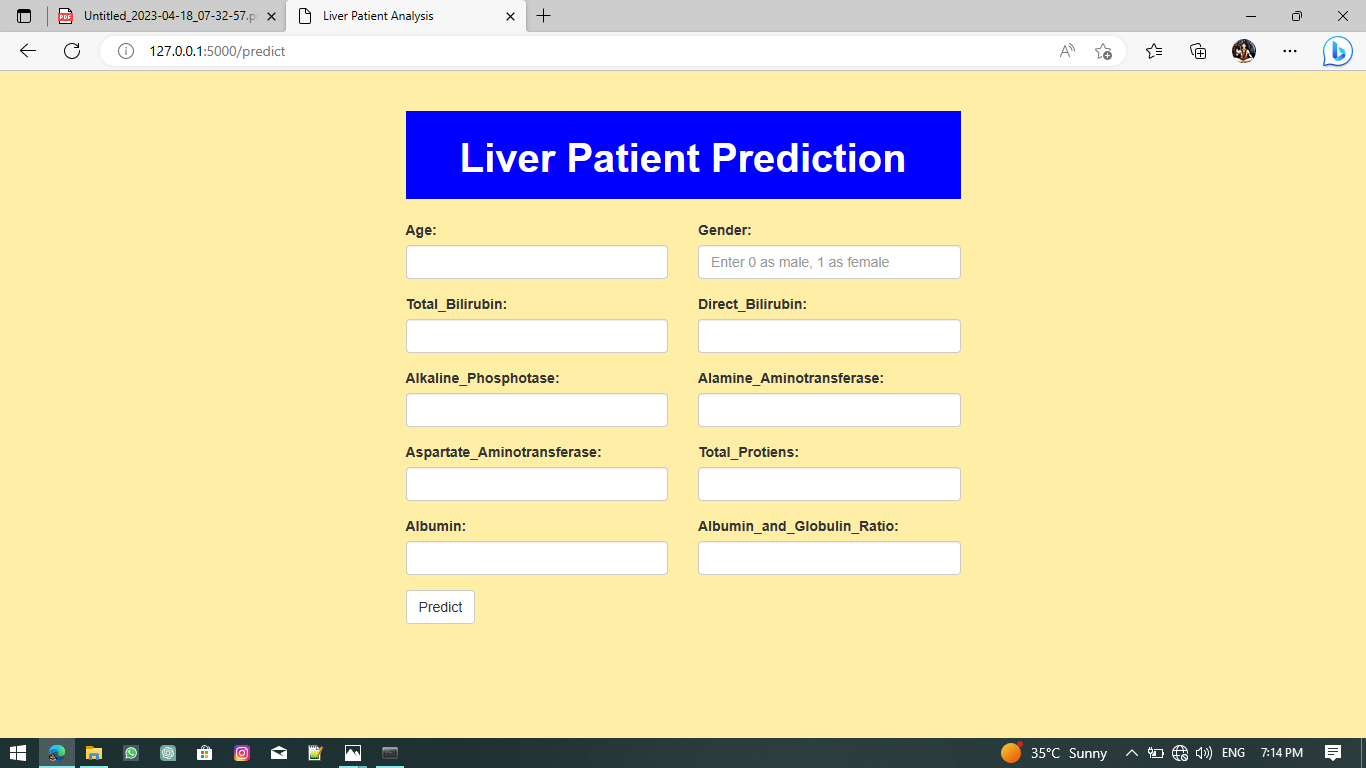 Untitled_2023-04-18_07-32-57.p
Liver Patient Analysis
127.0.0.1:5000/predict
Liver Patient Prediction
Age:
Gender:
Enter 0 as male, 1 as female
Total_Bilirubin:
Direct_Bilirubin:
Alkaline_Phosphotase:
Alamine_Aminotransferase:
Aspartate_Aminotransferase:
Total_Protiens:
Albumin:
Albumin_and_Globulin_Ratio:
Predict
35°C Sunny
ENG
7:14 PM